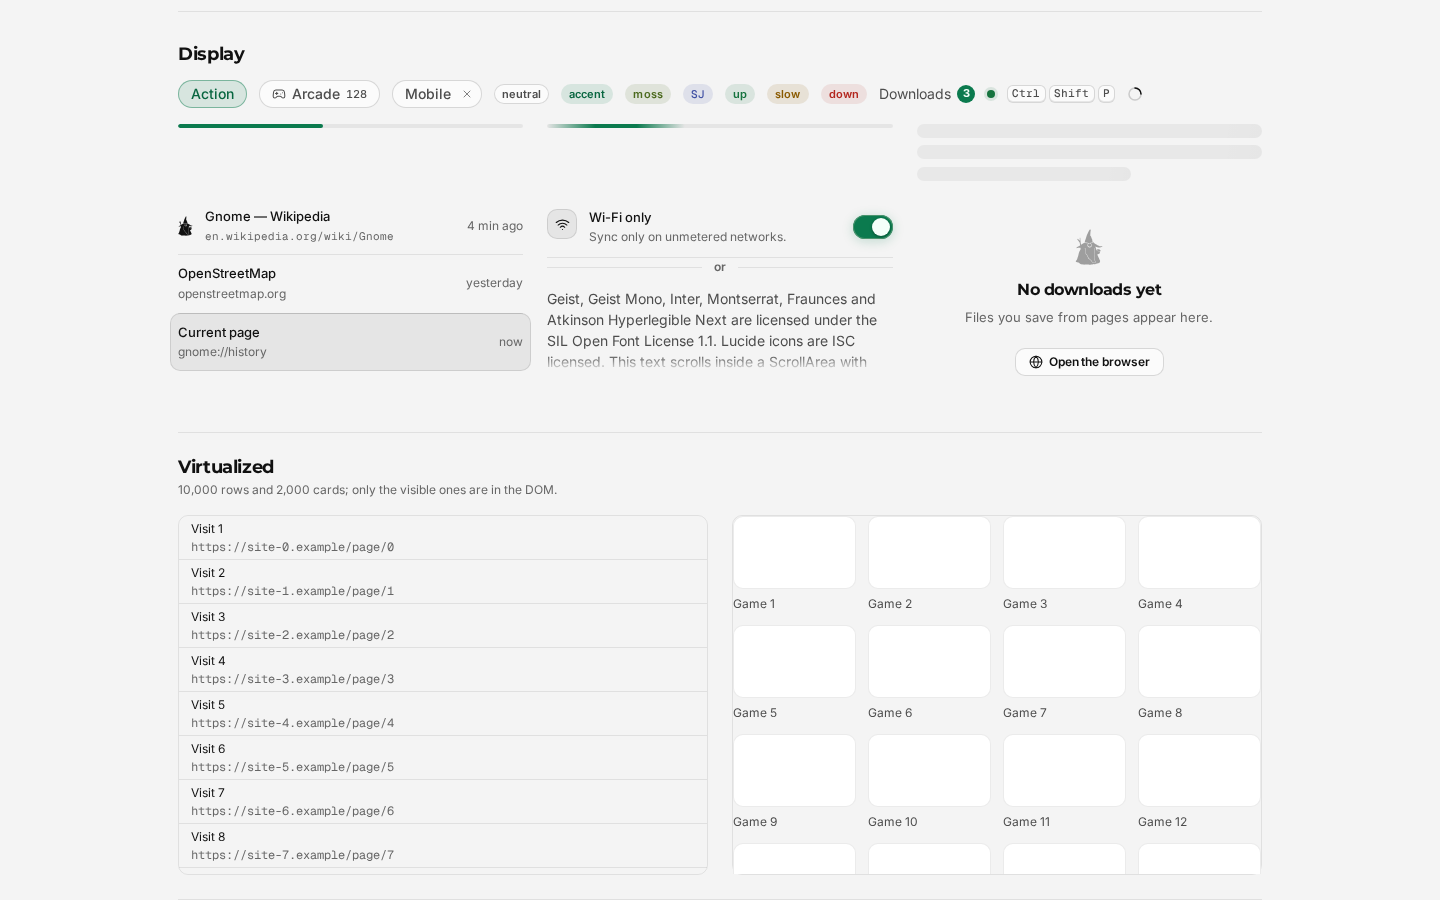 Display
Action
Arcade 128
Mobile
neutral
accent
moss
SJ
up
slow
down
Downloads 3
Ctrl Shift P
Gnome — Wikipedia
en.wikipedia.org/wiki/Gnome
4 min ago
OpenStreetMap
openstreetmap.org
yesterday
Current page
gnome://history
now
Wi-Fi only
Sync only on unmetered networks.
or
Geist, Geist Mono, Inter, Montserrat, Fraunces and
Atkinson Hyperlegible Next are licensed under the
SIL Open Font License 1.1. Lucide icons are ISC
licensed. This text scrolls inside a ScrollArea with
No downloads yet
Files you save from pages appear here.
Open the browser
Virtualized
10,000 rows and 2,000 cards; only the visible ones are in the DOM.
Visit 1
https://site-0.example/page/0
Visit 2
https://site-1.example/page/1
Visit 3
https://site-2.example/page/2
Visit 4
https://site-3.example/page/3
Visit 5
https://site-4.example/page/4
Visit 6
https://site-5.example/page/5
Visit 7
https://site-6.example/page/6
Visit 8
https://site-7.example/page/7
Game 1
Game 2
Game 3
Game 4
Game 5
Game 6
Game 7
Game 8
Game 9
Game 10
Game 11
Game 12